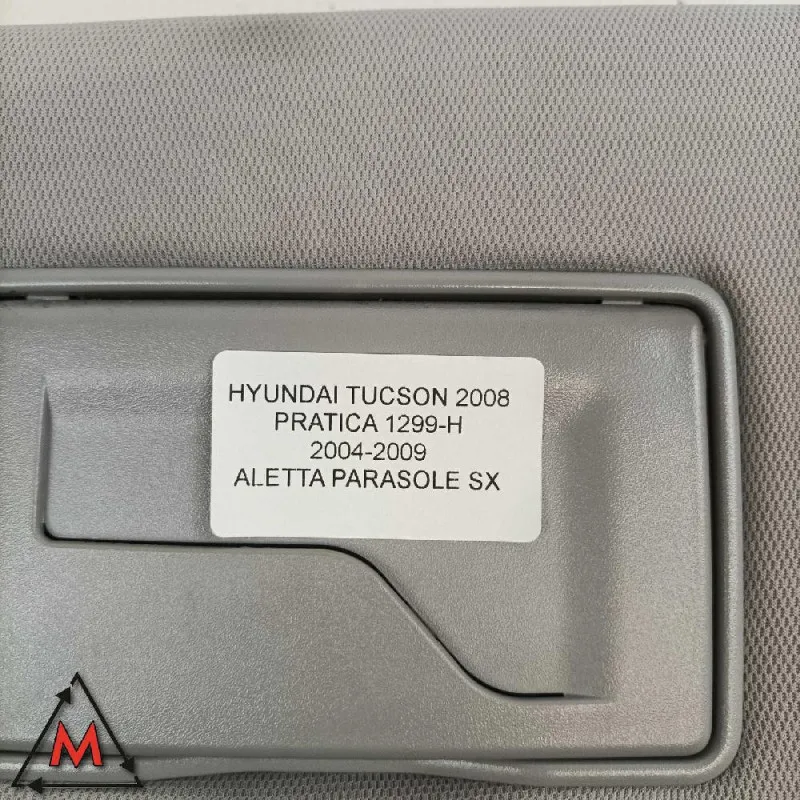 HYUNDAI TUCSON 2008
PRATICA 1299-H
2004-2009
ALETTA PARASOLE SX
M